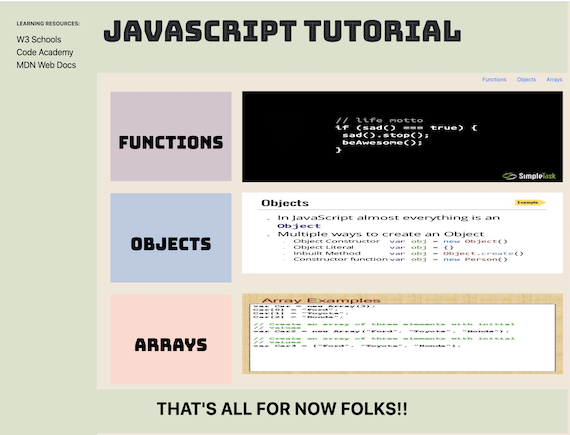 LEARNING RESOURCES:
W3 Schools
Code Academy
MDN Web Docs
JAVASCRIPT TUTORIAL
Functions Objects Arrays
FUNCTIONS
// life motto
if (sad() === true) {
sad().stop();
beAwesome();
}
SimpleTask
OBJECTS
Objects
Example
In JavaScript almost everything is an
Object
Multiple ways to create an Object
Object Constructor var obj = new Object()
Object Literal var obj = {}
Inbuilt Method var obj = Object.create()
Constructor function var obj = new Person()
ARRAYS
Array Examples
var Car = new Array(3);
Car[0] = "Ford";
Car[1] = "Toyota";
Car[2] = "Honda";
// Create an array of three elements with initial
values
var Car2 = new Array("Ford", "Toyota", "Honda");
// Create an array of three elements with initial
values
var Car3 = ["Ford", "Toyota", "Honda"];
THAT'S ALL FOR NOW FOLKS!!